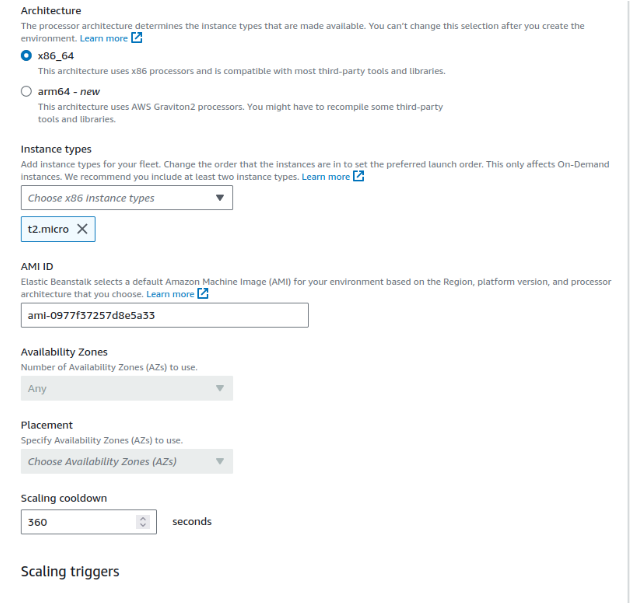 Architecture
The processor architecture determines the instance types that are made available. You can't change this selection after you create the
environment. Learn more
x86_64
This architecture uses x86 processors and is compatible with most third-party tools and libraries.
arm64 - new
This architecture uses AWS Graviton2 processors. You might have to recompile some third-party
tools and libraries.
Instance types
Add instance types for your fleet. Change the order that the instances are in to set the preferred launch order. This only affects On-Demand
instances. We recommend you include at least two instance types. Learn more
Choose x86 instance types
t2.micro
AMI ID
Elastic Beanstalk selects a default Amazon Machine Image (AMI) for your environment based on the Region, platform version, and processor
architecture that you choose. Learn more
ami-0977f37257d8e5a33
Availability Zones
Number of Availability Zones (AZs) to use.
Any
Placement
Specify Availability Zones (AZs) to use.
Choose Availability Zones (AZs)
Scaling cooldown
360 seconds
Scaling triggers